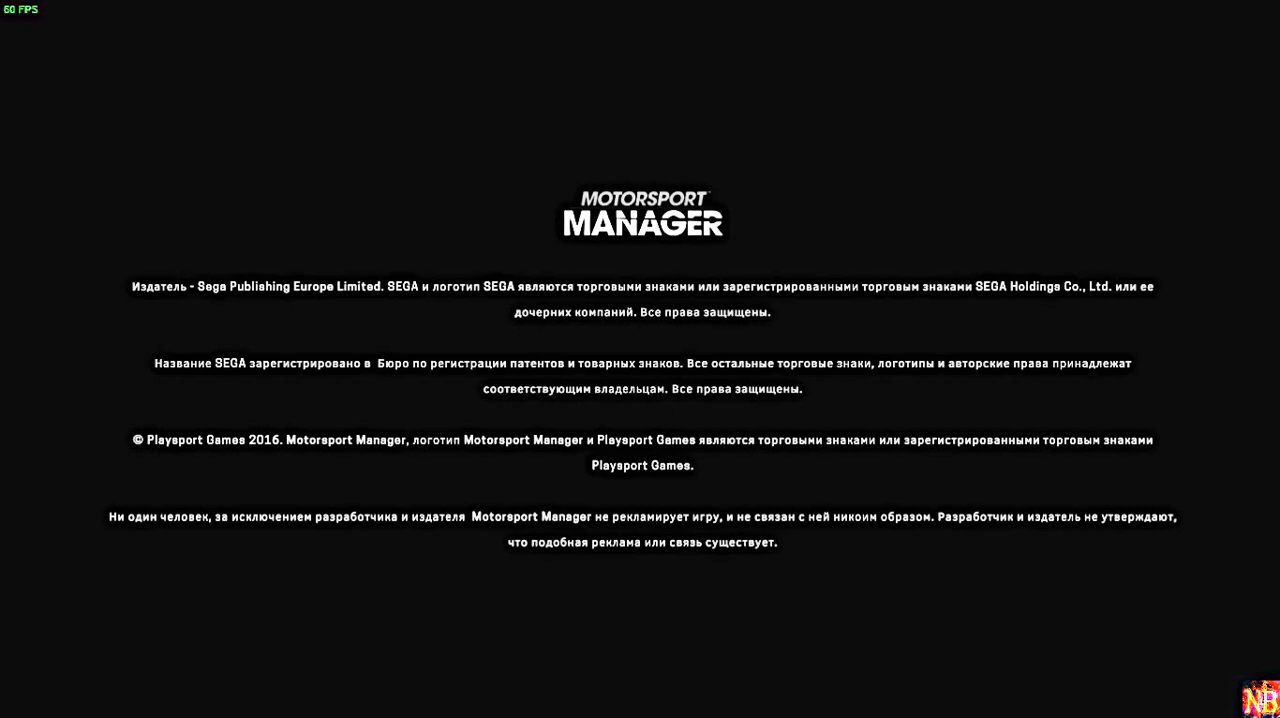 60 FPS
MOTORSPORT
MANAGER
Издатель - Sega Publishing Europe Limited. SEGA и логотип SEGA являются торговыми знаками или зарегистрированными торговым знаками SEGA Holdings Co., Ltd. или ее
дочерних компаний. Все права защищены.
Название SEGA зарегистрировано в Бюро по регистрации патентов и товарных знаков. Все остальные торговые знаки, логотипы и авторские права принадлежат
соответствующим владельцам. Все права защищены.
© Playsport Games 2016. Motorsport Manager, логотип Motorsport Manager и Playsport Games являются торговыми знаками или зарегистрированными торговым знаками
Playsport Games.
Ни один человек, за исключением разработчика и издателя Motorsport Manager не рекламирует игру, и не связан с ней никоим образом. Разработчик и издатель не утверждают,
что подобная реклама или связь существует.
NB